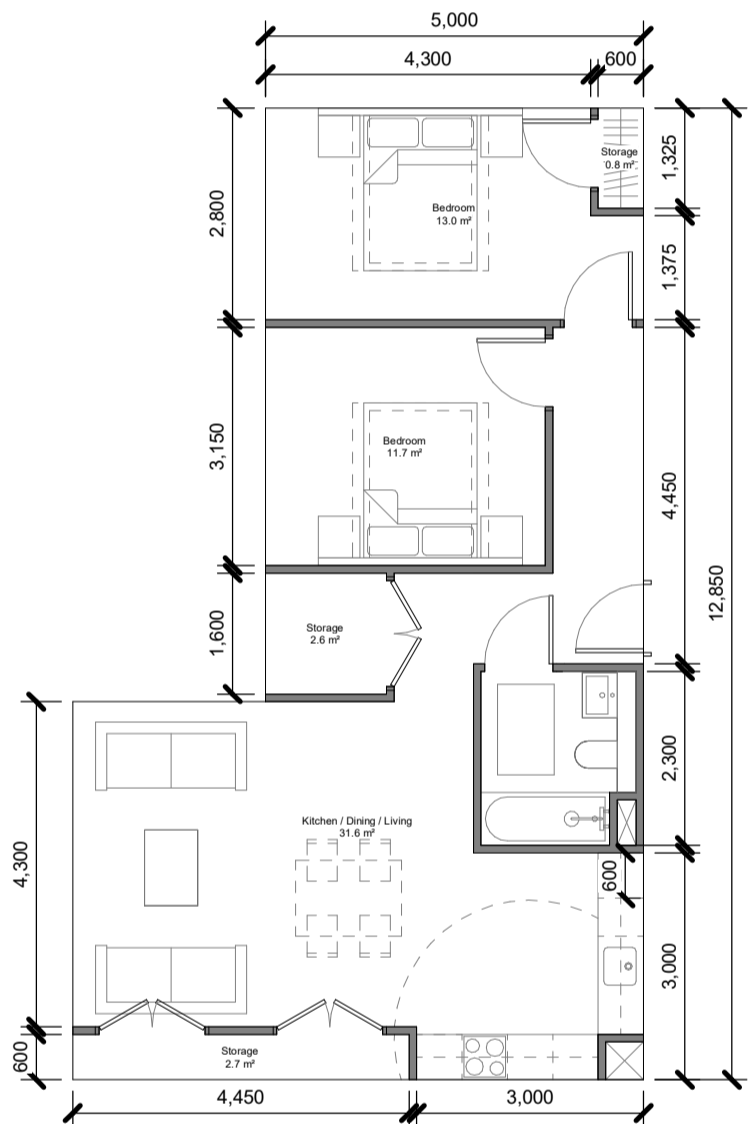 5,000
4,300
600
Storage
0.8 m²
1,325
Bedroom
13.0 m²
2,800
1,375
Bedroom
11.7 m²
3,150
4,450
12,850
Storage
2.6 m²
1,600
2,300
Kitchen / Dining / Living
31.6 m²
4,300
600
3,000
Storage
2.7 m²
600
4,450
3,000